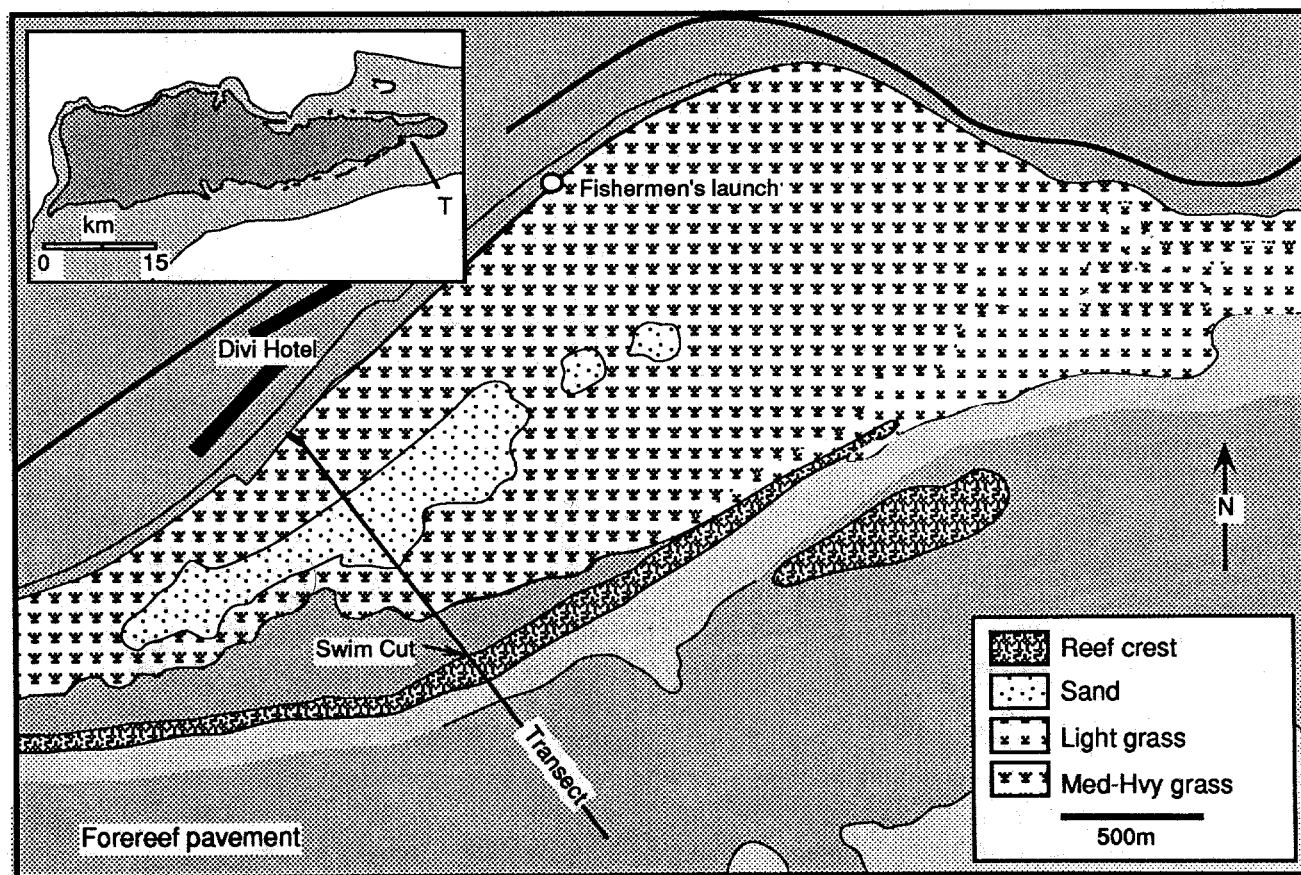 km
0 15
T
Fishermen's launch
Divi Hotel
N
Swim Cut
Transect
Forereef pavement
Reef crest
Sand
Light grass
Med-Hvy grass
500m